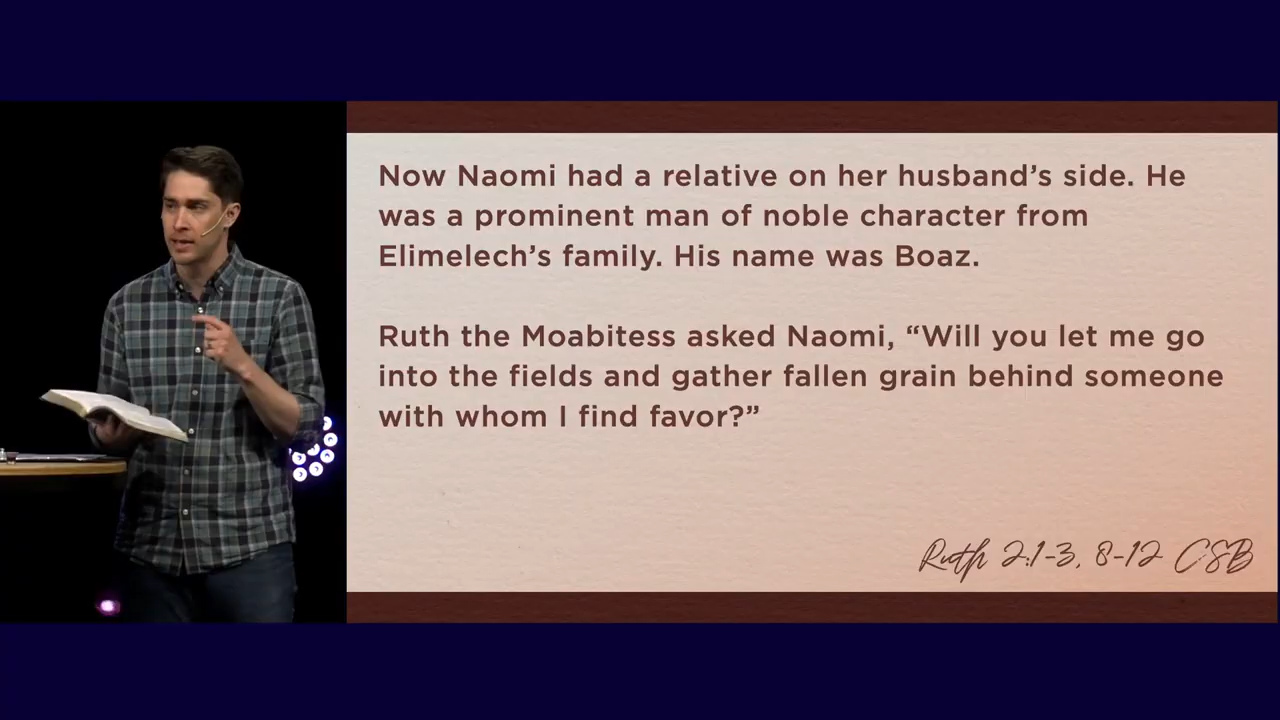 Now Naomi had a relative on her husband’s side. He
was a prominent man of noble character from
Elimelech’s family. His name was Boaz.
Ruth the Moabitess asked Naomi, “Will you let me go
into the fields and gather fallen grain behind someone
with whom I find favor?”
Ruth 2:1-3, 8-12 CSB